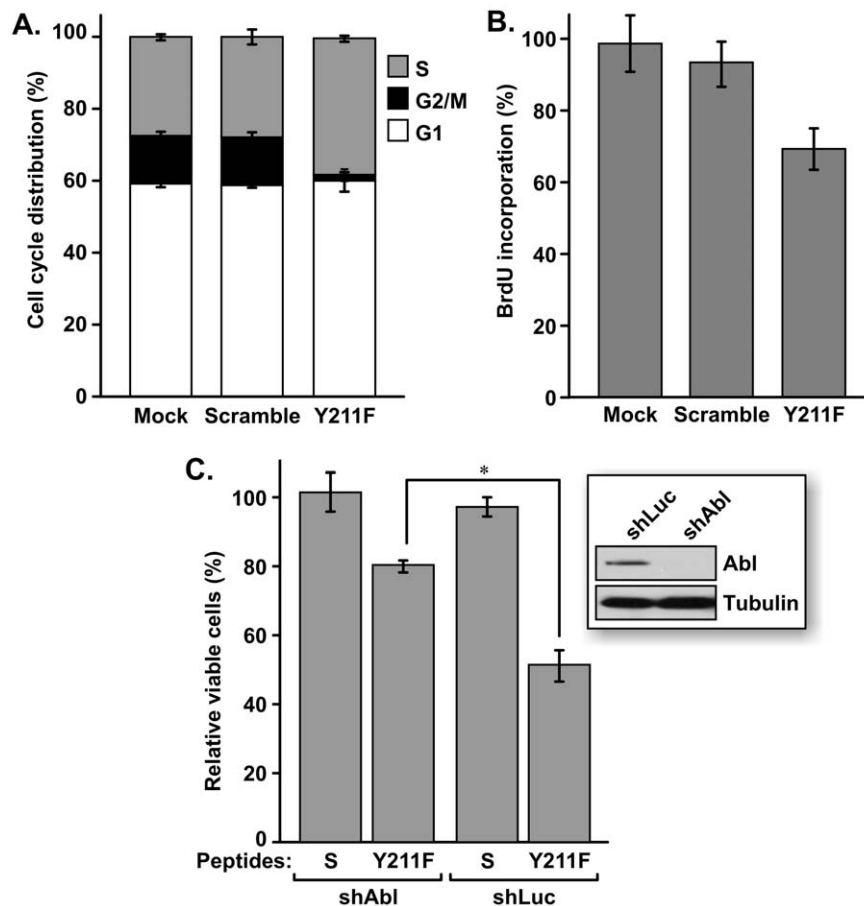 A.
Cell cycle distribution (%)
100
80
60
40
20
0
Mock Scramble Y211F
S
G2/M
G1
B.
BrdU incorporation (%)
100
80
60
40
20
0
Mock Scramble Y211F
C.
Relative viable cells (%)
100
80
60
40
20
0
*
Peptides: S Y211F S Y211F
shAbl shLuc
shLuc shAbl
Abl
Tubulin